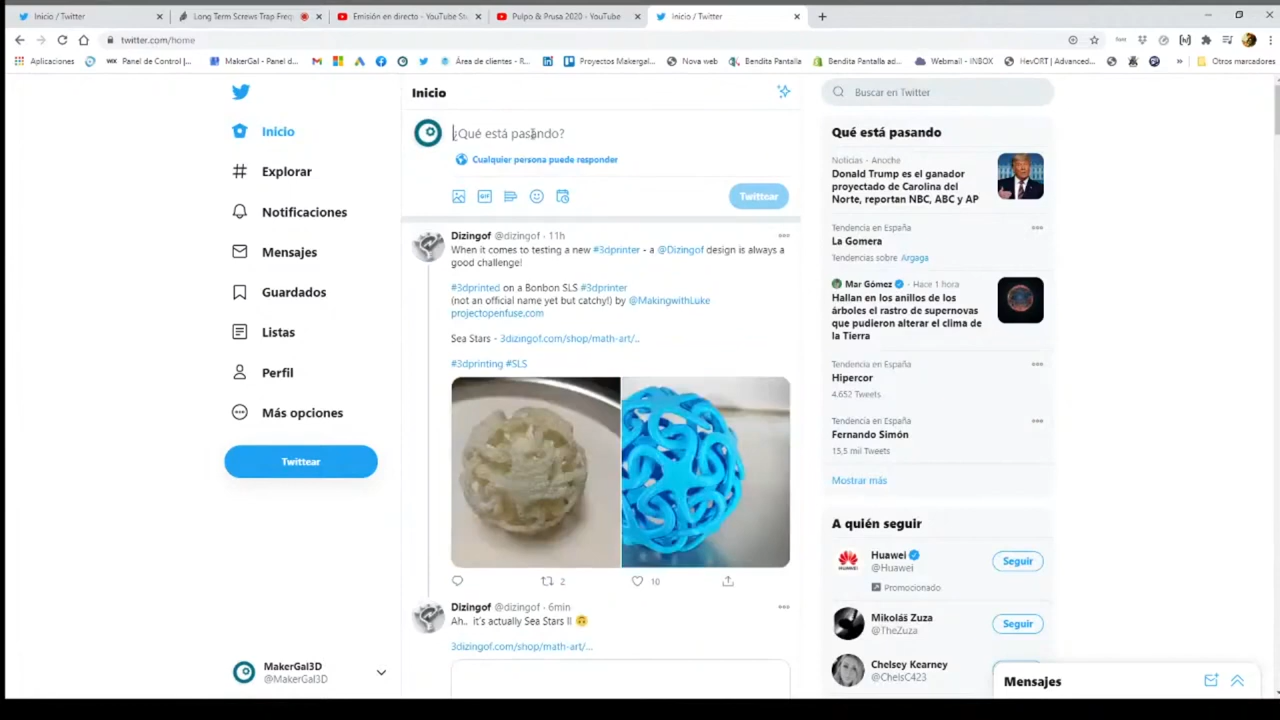 Inicio / Twitter
Long Term Screws Trap Freq
Emisión en directo - YouTube St
Pulpo & Prusa 2020 - YouTube
Inicio / Twitter
twitter.com/home
Aplicaciones
Panel de Control |...
MakerGal - Panel d...
Área de clientes - R...
Proyectos Makergal...
Nova web
Bendita Pantalla
Bendita Pantalla ad...
Webmail - INBOX
HevORT | Advanced...
Otros marcadores
Inicio
Explorar
Notificaciones
Mensajes
Guardados
Listas
Perfil
Más opciones
Twittear
MakerGal3D
@MakerGal3D
Inicio
¿Qué está pasando?
Cualquier persona puede responder
GIF
Twittear
Dizingof @dizingof · 11h
When it comes to testing a new #3dprinter - a @Dizingof design is always a
good challenge!
#3dprinted on a Bonbon SLS #3dprinter
(not an official name yet but catchy!) by @MakingwithLuke
projectopenfuse.com
Sea Stars - 3dizingof.com/shop/math-art/...
#3dprinting #SLS
2
10
Dizingof @dizingof · 6min
Ah.. it's actually Sea Stars II
3dizingof.com/shop/math-art/...
Buscar en Twitter
Qué está pasando
Noticias · Anoche
Donald Trump es el ganador
proyectado de Carolina del
Norte, reportan NBC, ABC y AP
Tendencia en España
La Gomera
Tendencias sobre Argaga
Mar Gómez · Hace 1 hora
Hallan en los anillos de los
árboles el rastro de supernovas
que pudieron alterar el clima de
la Tierra
Tendencia en España
Hipercor
4.652 Tweets
Tendencia en España
Fernando Simón
15,5 mil Tweets
Mostrar más
A quién seguir
Huawei
@Huawei
Promocionado
Seguir
Mikoláš Zuza
@TheZuza
Seguir
Chelsey Kearney
@ChelsC423
Mensajes